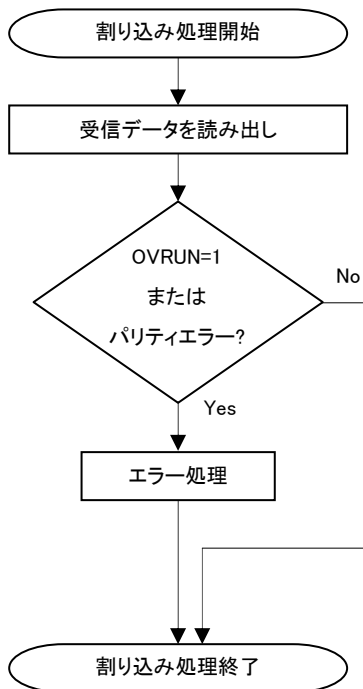 割り込み処理開始
受信データを読み出し
OVRUN=1
または
パリティエラー?
No
Yes
エラー処理
割り込み処理終了